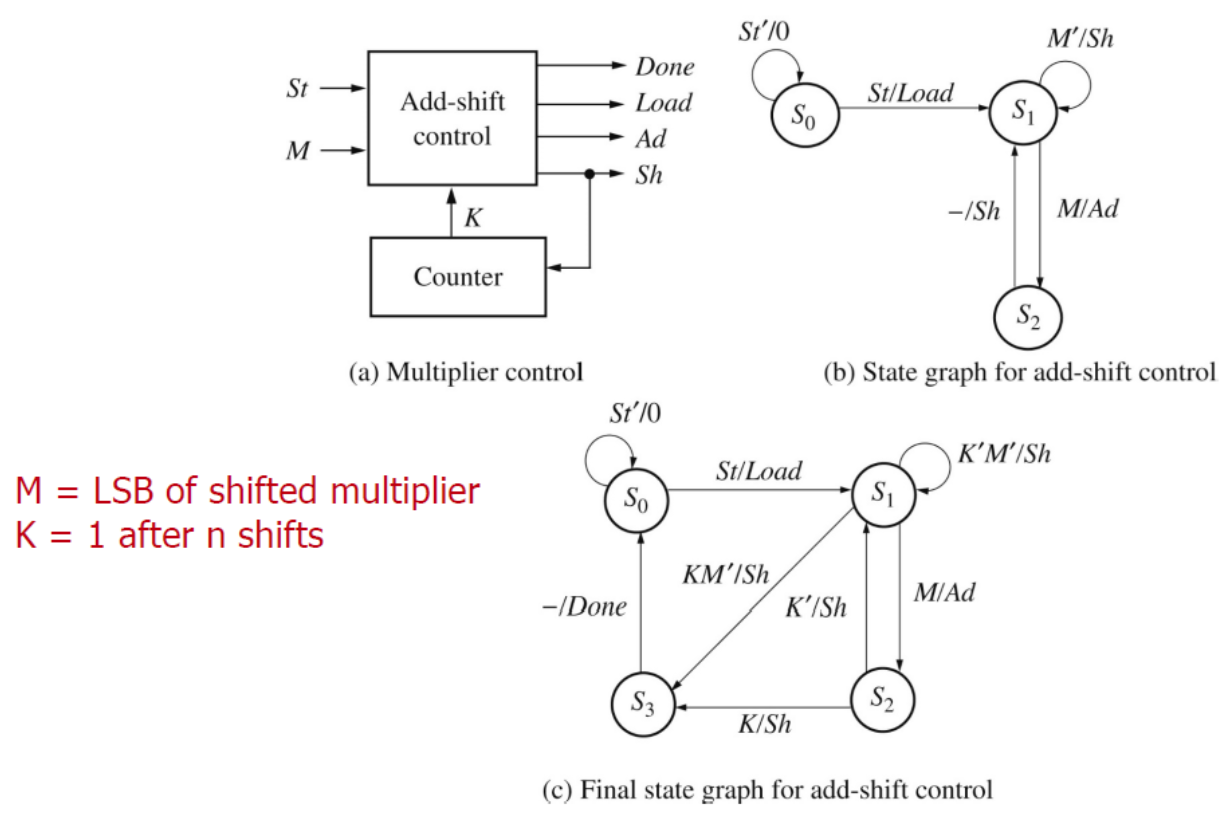 St
M
Add-shift
control
Done
Load
Ad
Sh
K
Counter
(a) Multiplier control
St′/0
S0
St/Load
M′/Sh
S1
–/Sh
M/Ad
S2
(b) State graph for add-shift control
M = LSB of shifted multiplier
K = 1 after n shifts
St′/0
S0
St/Load
K′M′/Sh
S1
KM′/Sh
K′/Sh
M/Ad
–/Done
S3
K/Sh
S2
(c) Final state graph for add-shift control